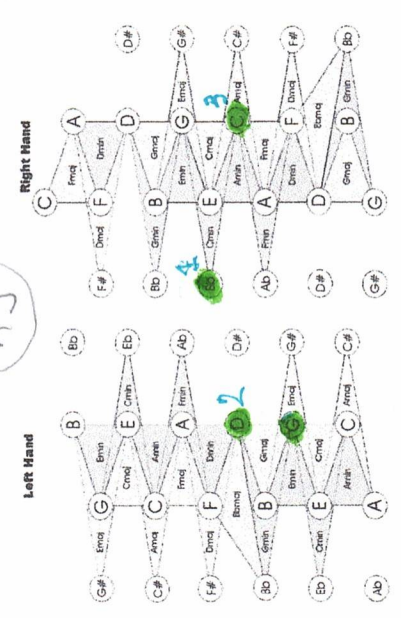 Left Hand
B Bb
G# Emaj G Emin
Cmaj E Cmin Eb
C# Amaj C Amin
Fmaj A Fmin Ab
F# Dmaj F Dmin
2
Bbmaj D D#
Bb Gmin B Gmaj
Emin G Emaj G#
Eb Cmin E Cmaj
Amin C Amaj C#
Ab A
Right Hand
C
Fmaj A
F# Dmaj F Dmin
D D#
Bb Gmin B Gmaj
4
Emin G Emaj G#
Cmin E Cmaj
3
Amin C Amaj C#
Ab Fmin A Fmaj
Dmin F Dmaj F#
D# D Bbmaj
Gmaj B Gmin Bb
G# G